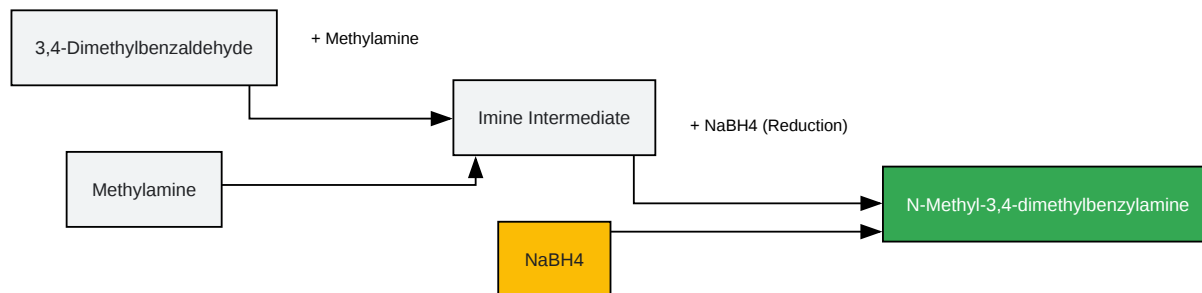 3,4-Dimethylbenzaldehyde
+ Methylamine
Imine Intermediate
+ NaBH4 (Reduction)
Methylamine
N-Methyl-3,4-dimethylbenzylamine
NaBH4